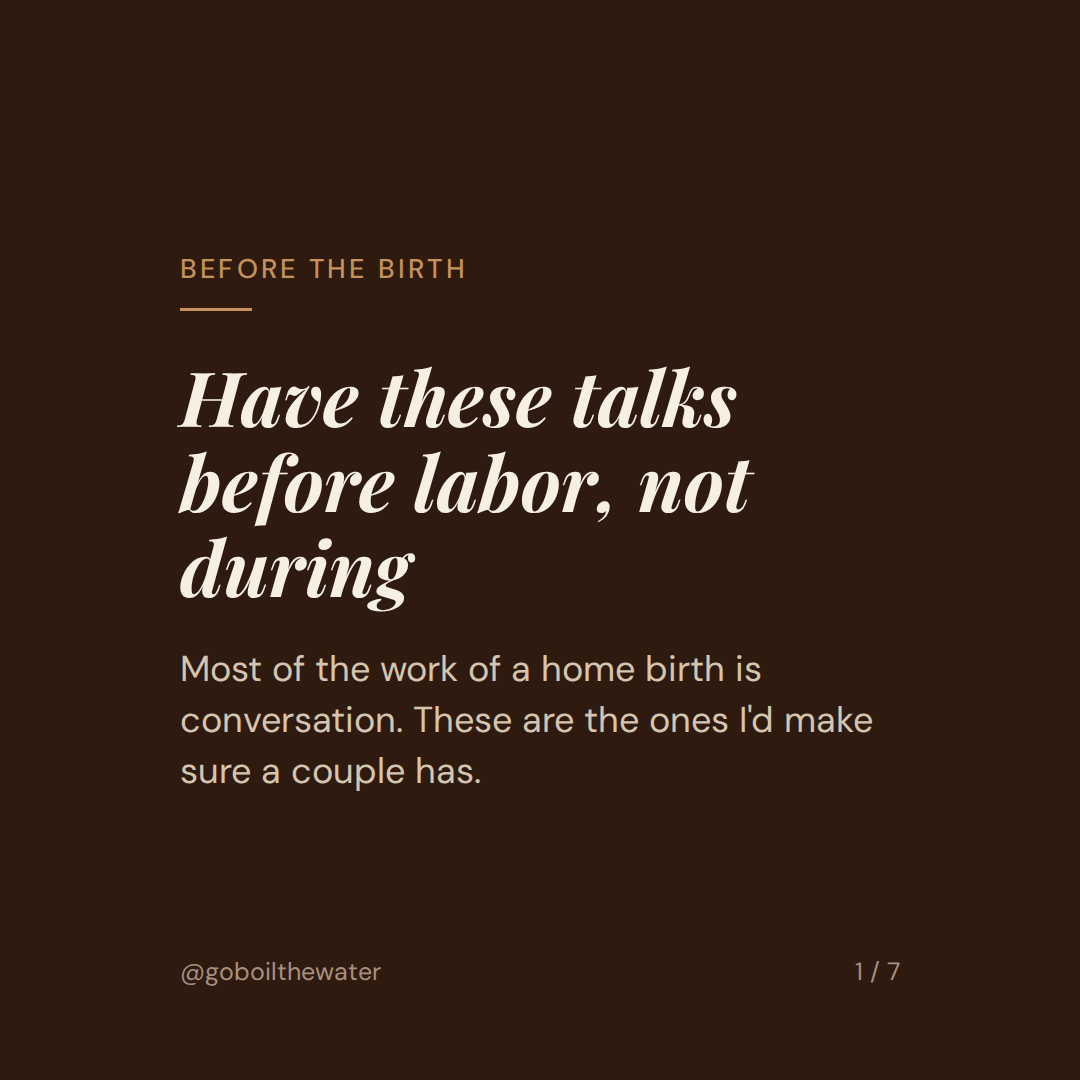 BEFORE THE BIRTH
Have these talks
before labor, not
during
Most of the work of a home birth is
conversation. These are the ones I'd make
sure a couple has.
@goboilthewater
1 / 7